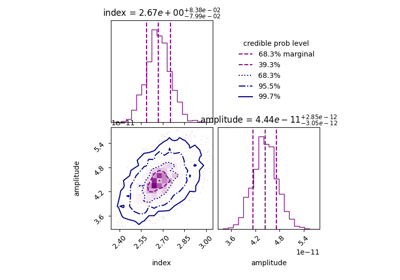 index = 2.67e+00 +8.38e−02 −7.99e−02
credible prob level
68.3% marginal
39.3%
68.3%
95.5%
99.7%
1e−11
amplitude = 4.44e−11 +2.85e−12 −3.05e−12
amplitude
5.4
4.8
4.2
3.6
2.40 2.55 2.70 2.85 3.00
index
3.6 4.2 4.8 5.4
1e−11
amplitude